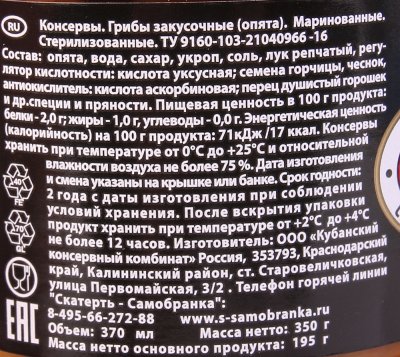 RU
Консервы. Грибы закусочные (опята). Маринованные.
Стерилизованные. ТУ 9160-103-21040966 -16
Состав: опята, вода, сахар, укроп, соль, лук репчатый, регу-
лятор кислотности: кислота уксусная; семена горчицы, чеснок,
антиокислитель: кислота аскорбиновая; перец душистый горошек
и др.специи и пряности. Пищевая ценность в 100 г продукта:
белки-2,0 г; жиры-1,0 г, углеводы -0,0 г. Энергетическая ценность
(калорийность) на 100 г продукта: 71кДж /17 ккал. Консервы
хранить при температуре от 0°С до +25°С и относительной
влажности воздуха не более 75 %. Дата изготовления
и смена указаны на крышке или банке. Срок годности:
2 года с даты изготовления при соблюдении
условий хранения. После вскрытия упаковки
продукт хранить при температуре от +2°С до +4°С
не более 12 часов. Изготовитель: ООО «Кубанский
консервный комбинат» Россия, 353793, Краснодарский
край, Калининский район, ст. Старовеличковская,
улица Первомайская, 3/2 . Телефон горячей линии
"Скатерть - Самобранка":
8-495-66-272-88 www.s-samobranka.ru
Объем: 370 мл Масса нетто: 350 г
Масса нетто основного продукта: 195 г
40
FE
70
GL
EAC